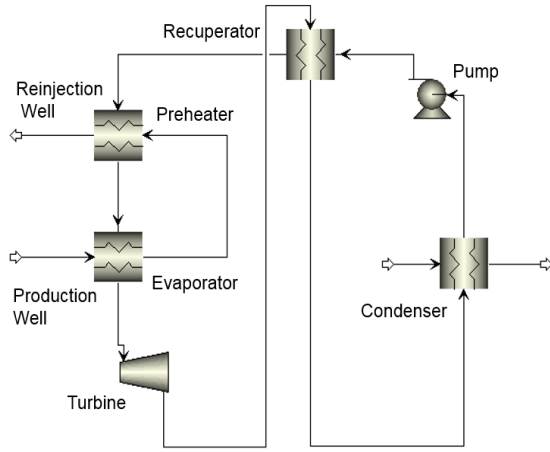 Recuperator
Pump
Reinjection
Well
Preheater
Evaporator
Production
Well
Condenser
Turbine